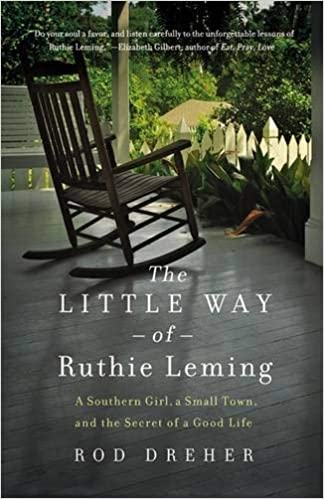 "Do your soul a favor, and listen carefully to the unforgettable lessons of
Ruthie Leming."—Elizabeth Gilbert, author of Eat, Pray, Love
The
LITTLE WAY
– of –
Ruthie Leming
A Southern Girl, a Small Town,
and the Secret of a Good Life
ROD DREHER